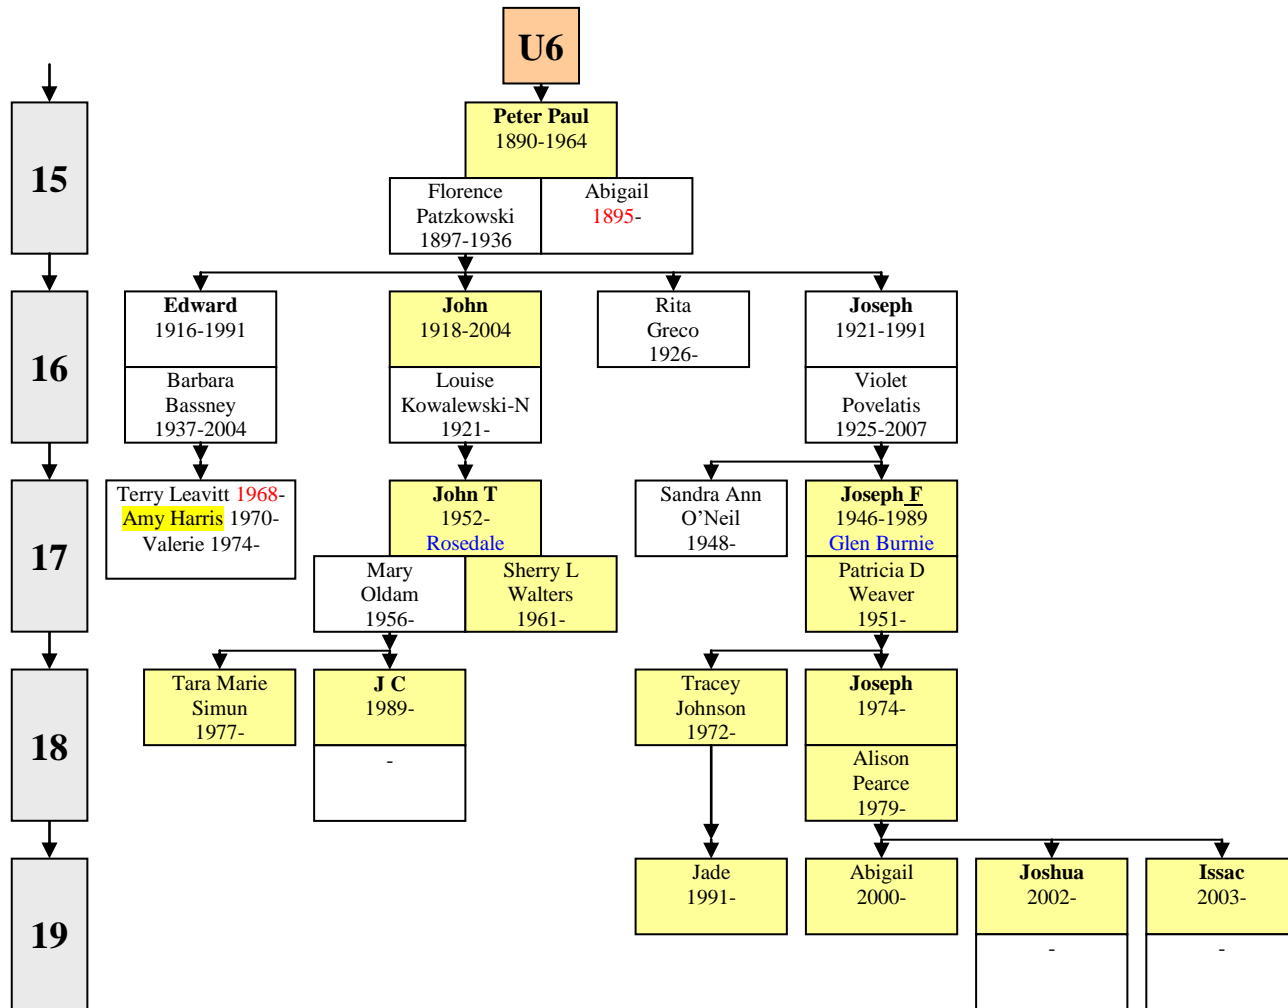 U6
15
Peter Paul
1890-1964
Florence
Patzkowski
1897-1936
Abigail
1895-
16
Edward
1916-1991
Barbara
Bassney
1937-2004
John
1918-2004
Louise
Kowalewski-N
1921-
Rita
Greco
1926-
Joseph
1921-1991
Violet
Povelatis
1925-2007
17
Terry Leavitt 1968-
Amy Harris 1970-
Valerie 1974-
John T
1952-
Rosedale
Mary
Oldam
1956-
Sherry L
Walters
1961-
Sandra Ann
O’Neil
1948-
Joseph F
1946-1989
Glen Burnie
Patricia D
Weaver
1951-
18
Tara Marie
Simun
1977-
J C
1989-
-
Tracey
Johnson
1972-
Joseph
1974-
Alison
Pearce
1979-
19
Jade
1991-
Abigail
2000-
Joshua
2002-
-
Issac
2003-
-